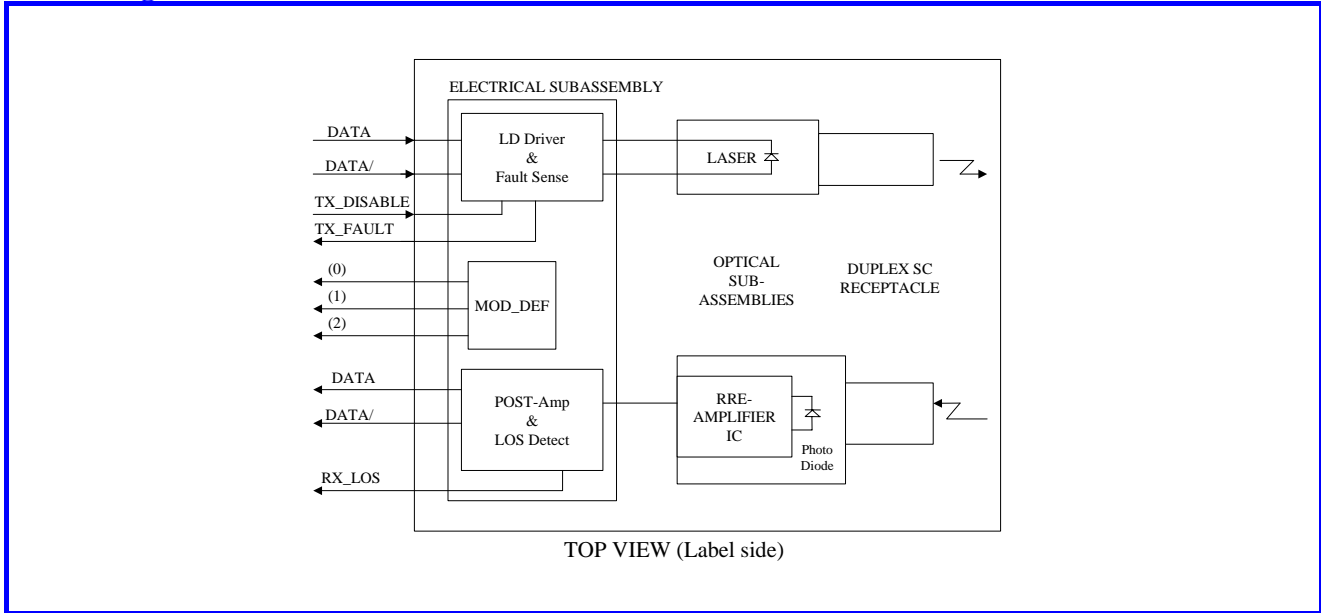 ELECTRICAL SUBASSEMBLY
DATA
DATA/
TX_DISABLE
TX_FAULT
LD Driver
&
Fault Sense
LASER
(0)
(1)
(2)
MOD_DEF
OPTICAL
SUB-
ASSEMBLIES
DUPLEX SC
RECEPTACLE
DATA
DATA/
RX_LOS
POST-Amp
&
LOS Detect
RRE-
AMPLIFIER
IC
Photo
Diode
TOP VIEW (Label side)